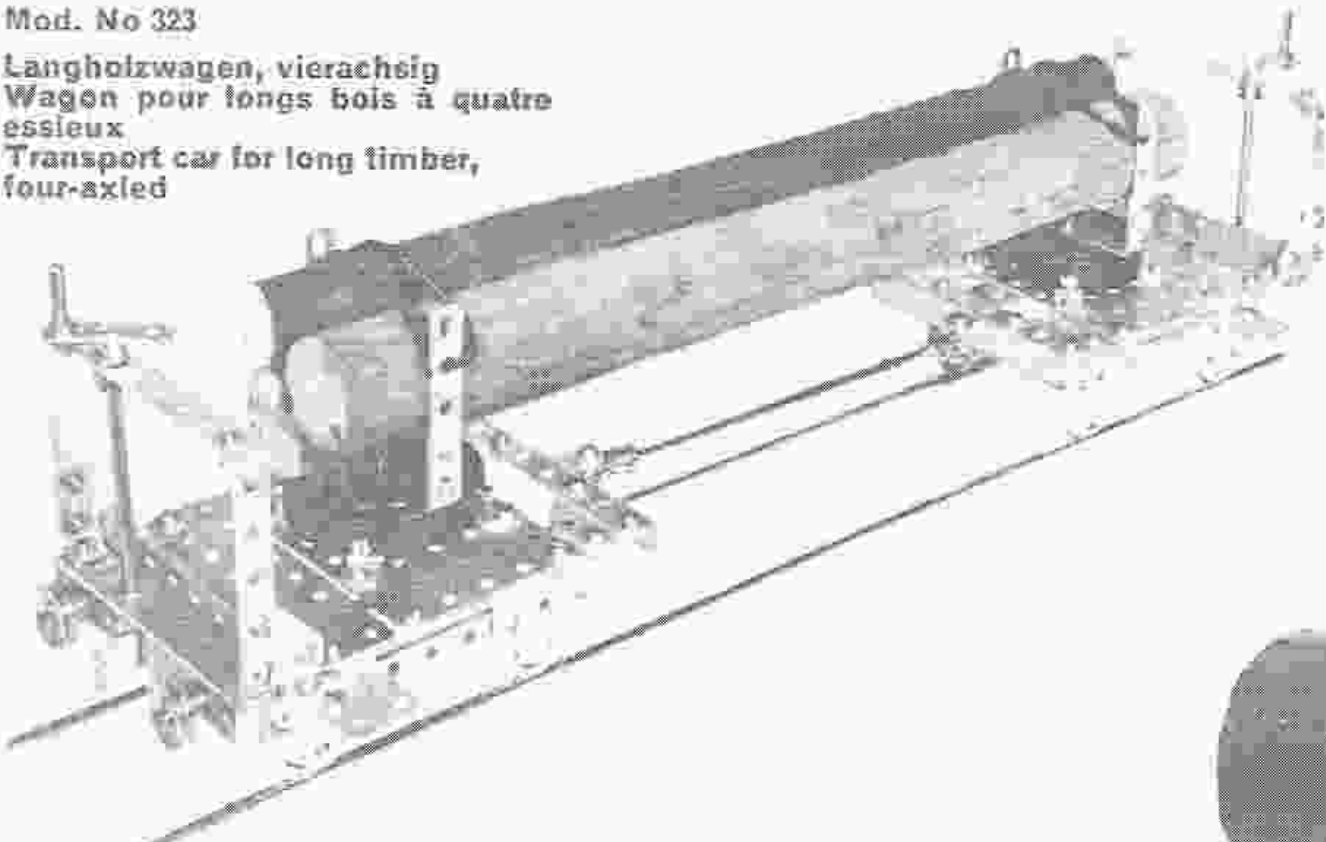 Mod. No 323
Langholzwagen, vierachsig
Wagon pour longs bois à quatre
essieux
Transport car for long timber,
four-axled